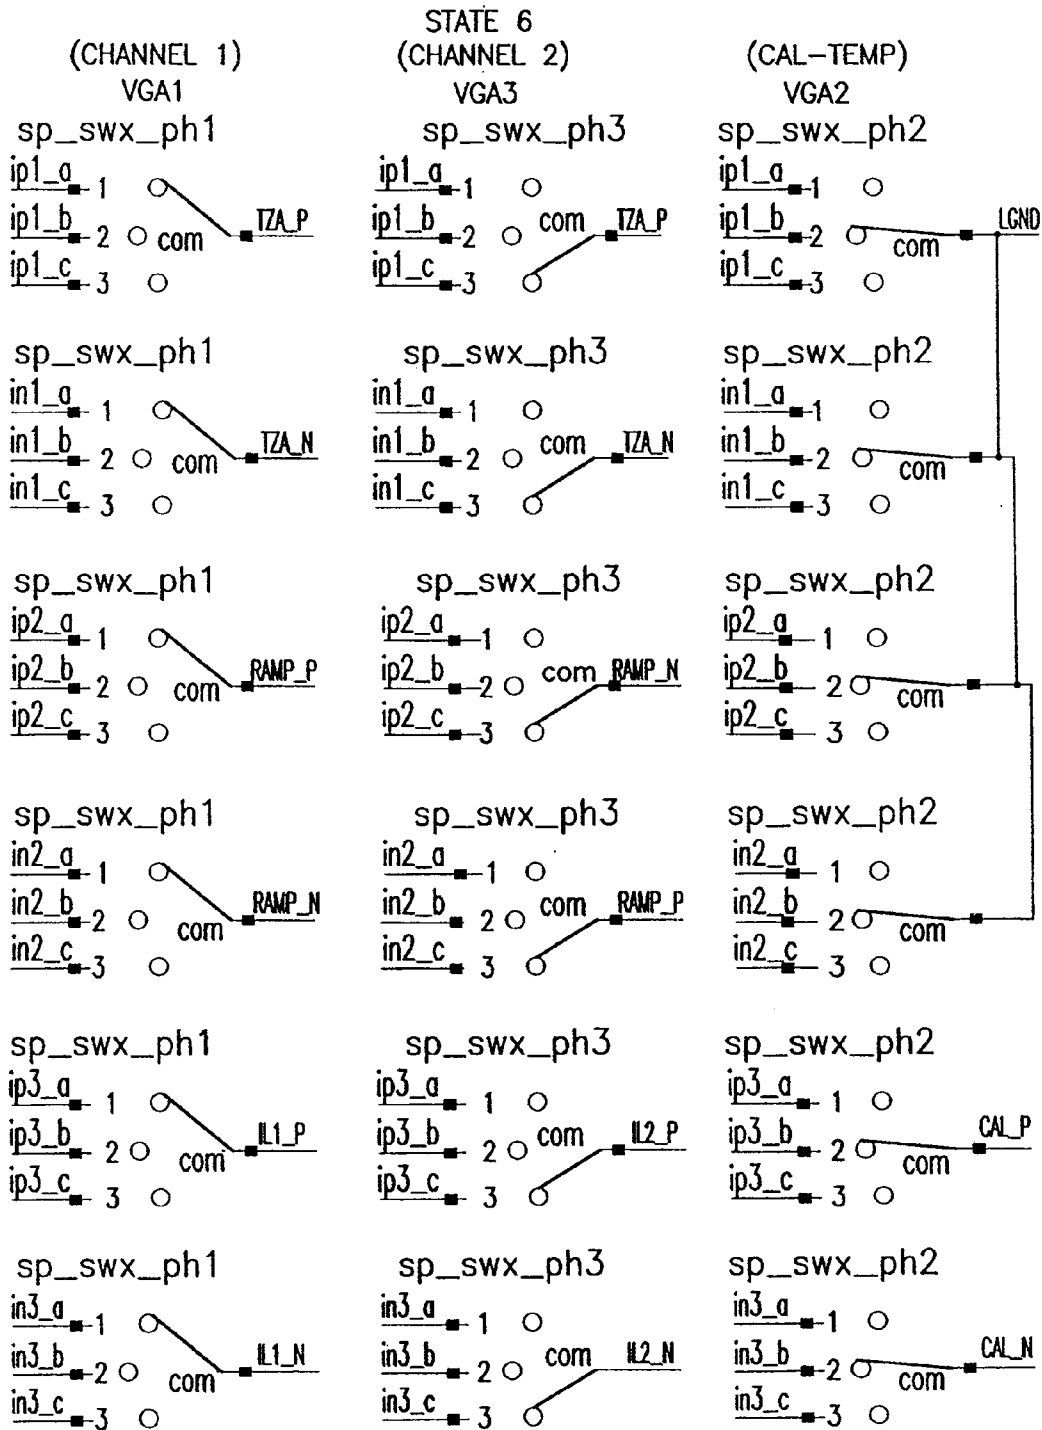 STATE 6
(CHANNEL 1) (CHANNEL 2) (CAL-TEMP)
VGA1 VGA3 VGA2
sp_swx_ph1 sp_swx_ph3 sp_swx_ph2
ip1_a 1 ip1_a 1 ip1_a 1
ip1_b 2 com TZA_P ip1_b 2 com TZA_P ip1_b 2 com LGND
ip1_c 3 ip1_c 3 ip1_c 3
sp_swx_ph1 sp_swx_ph3 sp_swx_ph2
in1_a 1 in1_a 1 in1_a 1
in1_b 2 com TZA_N in1_b 2 com TZA_N in1_b 2 com
in1_c 3 in1_c 3 in1_c 3
sp_swx_ph1 sp_swx_ph3 sp_swx_ph2
ip2_a 1 ip2_a 1 ip2_a 1
ip2_b 2 com RAMP_P ip2_b 2 com RAMP_N ip2_b 2 com
ip2_c 3 ip2_c 3 ip2_c 3
sp_swx_ph1 sp_swx_ph3 sp_swx_ph2
in2_a 1 in2_a 1 in2_a 1
in2_b 2 com RAMP_N in2_b 2 com RAMP_P in2_b 2 com
in2_c 3 in2_c 3 in2_c 3
sp_swx_ph1 sp_swx_ph3 sp_swx_ph2
ip3_a 1 ip3_a 1 ip3_a 1
ip3_b 2 com IL1_P ip3_b 2 com IL2_P ip3_b 2 com CAL_P
ip3_c 3 ip3_c 3 ip3_c 3
sp_swx_ph1 sp_swx_ph3 sp_swx_ph2
in3_a 1 in3_a 1 in3_a 1
in3_b 2 com IL1_N in3_b 2 com IL2_N in3_b 2 com CAL_N
in3_c 3 in3_c 3 in3_c 3